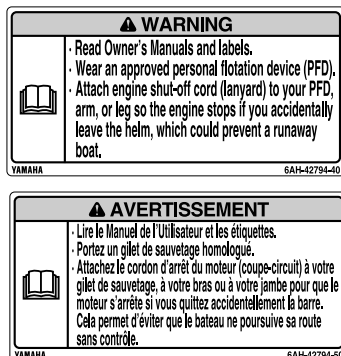 ⚠ WARNING
· Read Owner's Manuals and labels.
· Wear an approved personal flotation device (PFD).
· Attach engine shut-off cord (lanyard) to your PFD,
arm, or leg so the engine stops if you accidentally
leave the helm, which could prevent a runaway
boat.
YAMAHA 6AH-42794-40
⚠ AVERTISSEMENT
· Lire le Manuel de l'Utilisateur et les étiquettes.
· Portez un gilet de sauvetage homologué.
· Attachez le cordon d'arrêt du moteur (coupe-circuit) à votre
gilet de sauvetage, à votre bras ou à votre jambe pour que le
moteur s'arrête si vous quittez accidentellement la barre.
Cela permet d'éviter que le bateau ne poursuive sa route
sans contrôle.
YAMAHA 6AH-42794-50